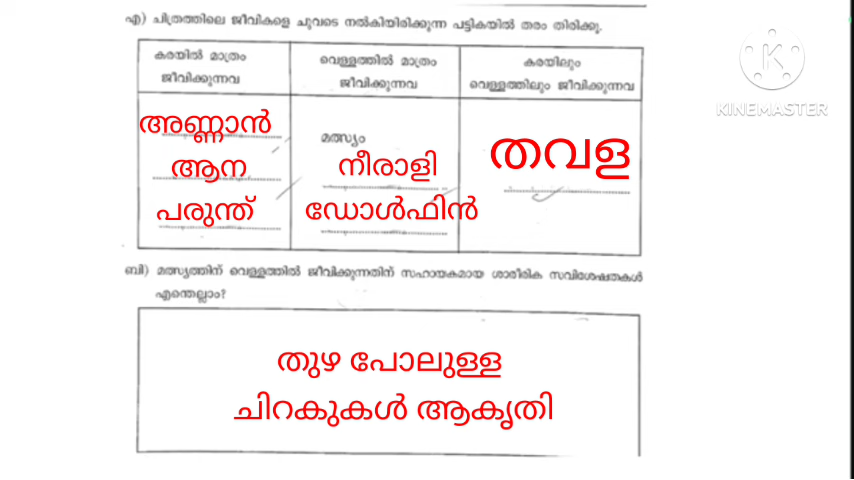 എ) ചിത്രത്തിലെ ജീവികളെ ചുവടെ നൽകിയിരിക്കുന്ന പട്ടികയിൽ തരം തിരിക്കൂ.
കരയിൽ മാത്രം ജീവിക്കുന്നവ
വെള്ളത്തിൽ മാത്രം ജീവിക്കുന്നവ
കരയിലും വെള്ളത്തിലും ജീവിക്കുന്നവ
KINEMASTER
അണ്ണാൻ
ആന
പരുന്ത്
മത്സ്യം
നീരാളി
ഡോൾഫിൻ
തവള
ബി) മത്സ്യത്തിന് വെള്ളത്തിൽ ജീവിക്കുന്നതിന് സഹായകമായ ശാരീരിക സവിശേഷതകൾ
എന്തെല്ലാം?
തുഴ പോലുള്ള
ചിറകുകൾ ആകൃതി